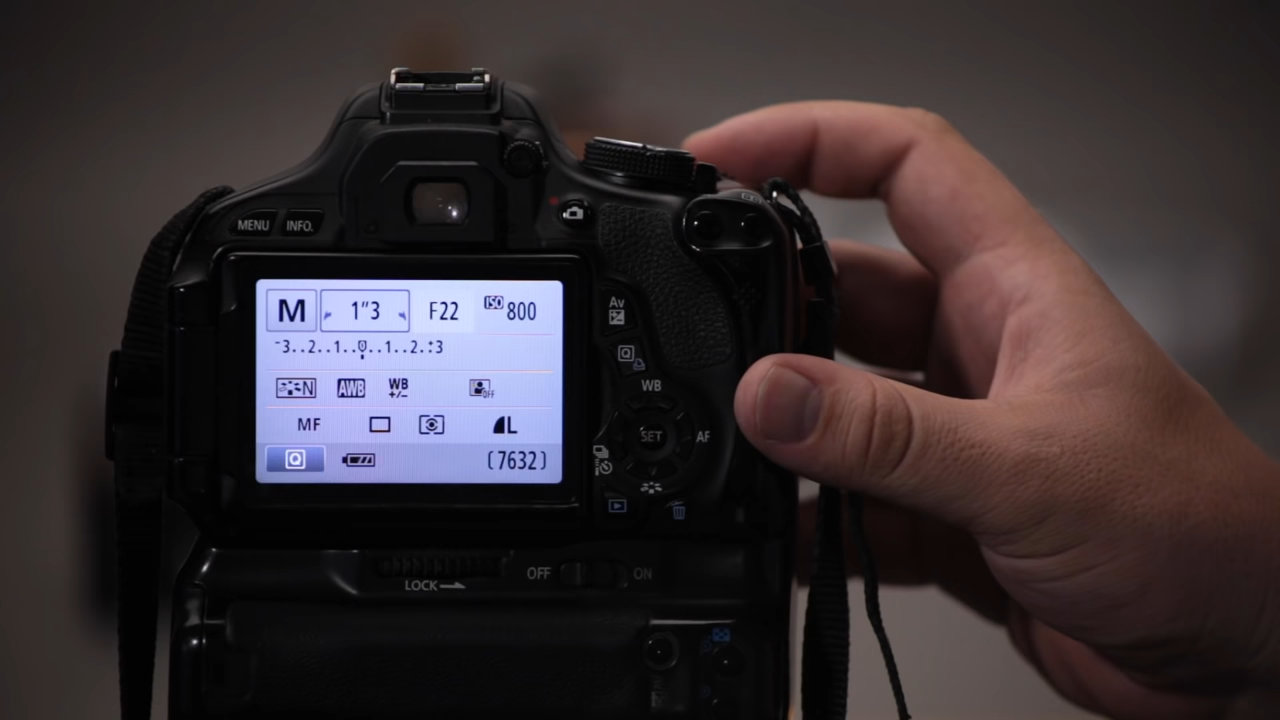 MENU INFO.
M 1"3 F22 ISO 800
-3..2..1..0..1..2.:3
N AWB WB +/- OFF
MF L
Q (7632)
Av
Q
WB
SET AF
LOCK OFF ON